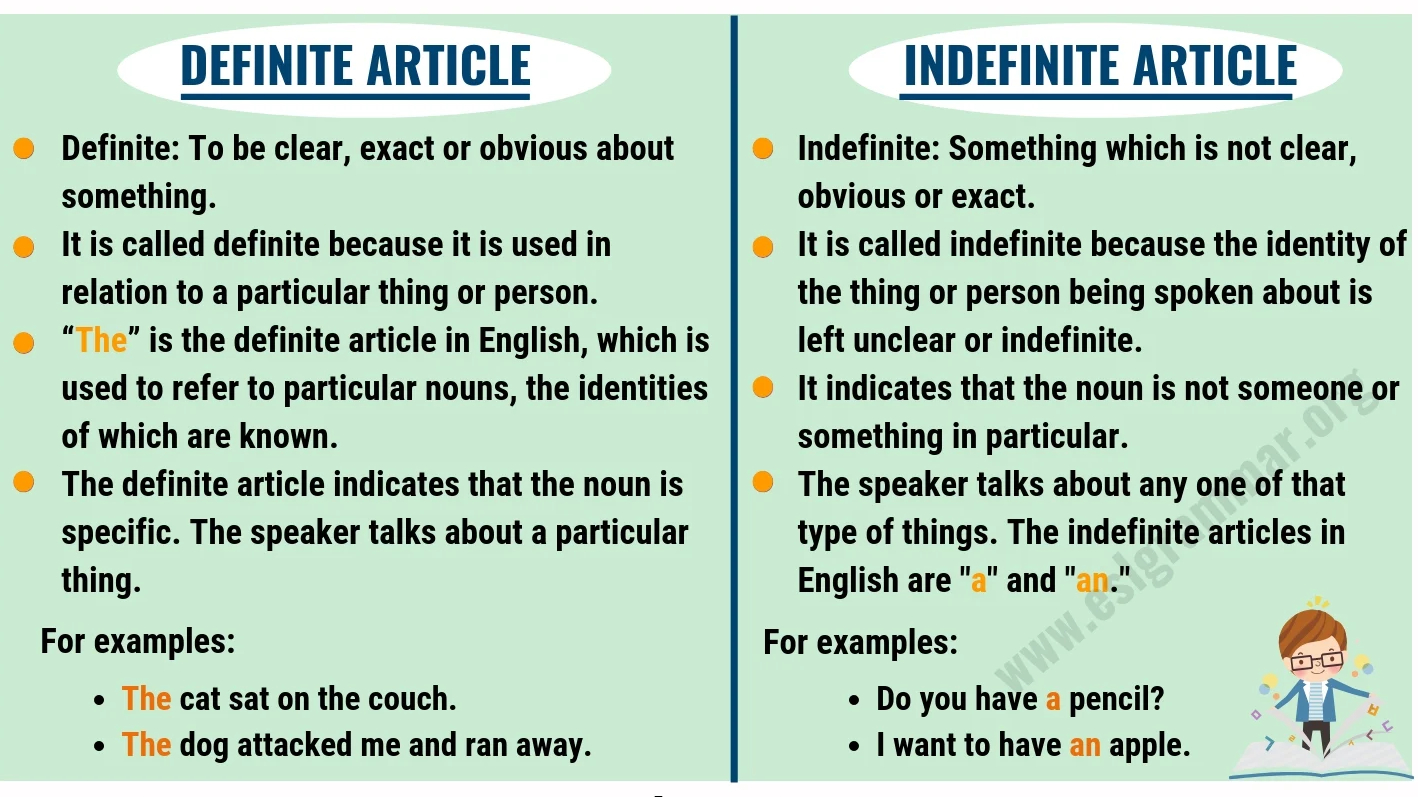 DEFINITE ARTICLE
Definite: To be clear, exact or obvious about
something.
It is called definite because it is used in
relation to a particular thing or person.
“The” is the definite article in English, which is
used to refer to particular nouns, the identities
of which are known.
The definite article indicates that the noun is
specific. The speaker talks about a particular
thing.
For examples:
• The cat sat on the couch.
• The dog attacked me and ran away.
INDEFINITE ARTICLE
Indefinite: Something which is not clear,
obvious or exact.
It is called indefinite because the identity of
the thing or person being spoken about is
left unclear or indefinite.
It indicates that the noun is not someone or
something in particular.
The speaker talks about any one of that
type of things. The indefinite articles in
English are "a" and "an."
For examples:
• Do you have a pencil?
• I want to have an apple.
www.eslgrammar.org